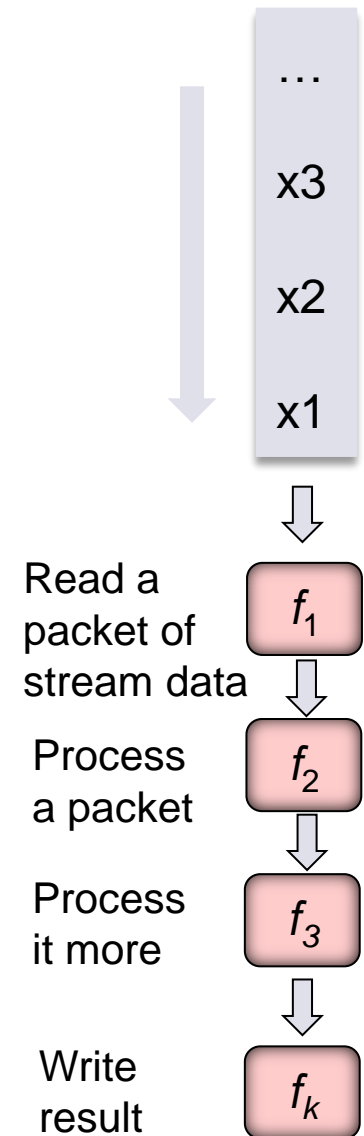 …
x3
x2
x1
Read a
packet of
stream data
f1
Process
a packet
f2
Process
it more
f3
Write
result
fk